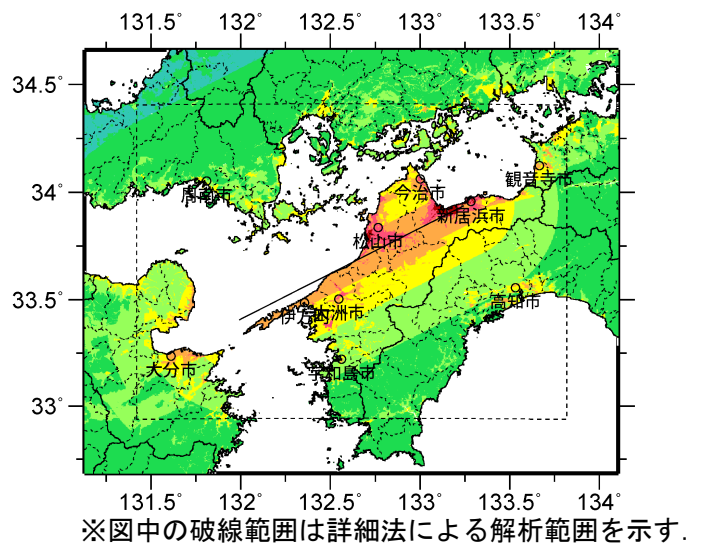 131.5° 132° 132.5° 133° 133.5° 134°
34.5°
34°
33.5°
33°
周南市
今治市
観音寺市
新居浜市
松山市
高知市
伊方町
大洲市
大分市
宇和島市
131.5° 132° 132.5° 133° 133.5° 134°
※図中の破線範囲は詳細法による解析範囲を示す.